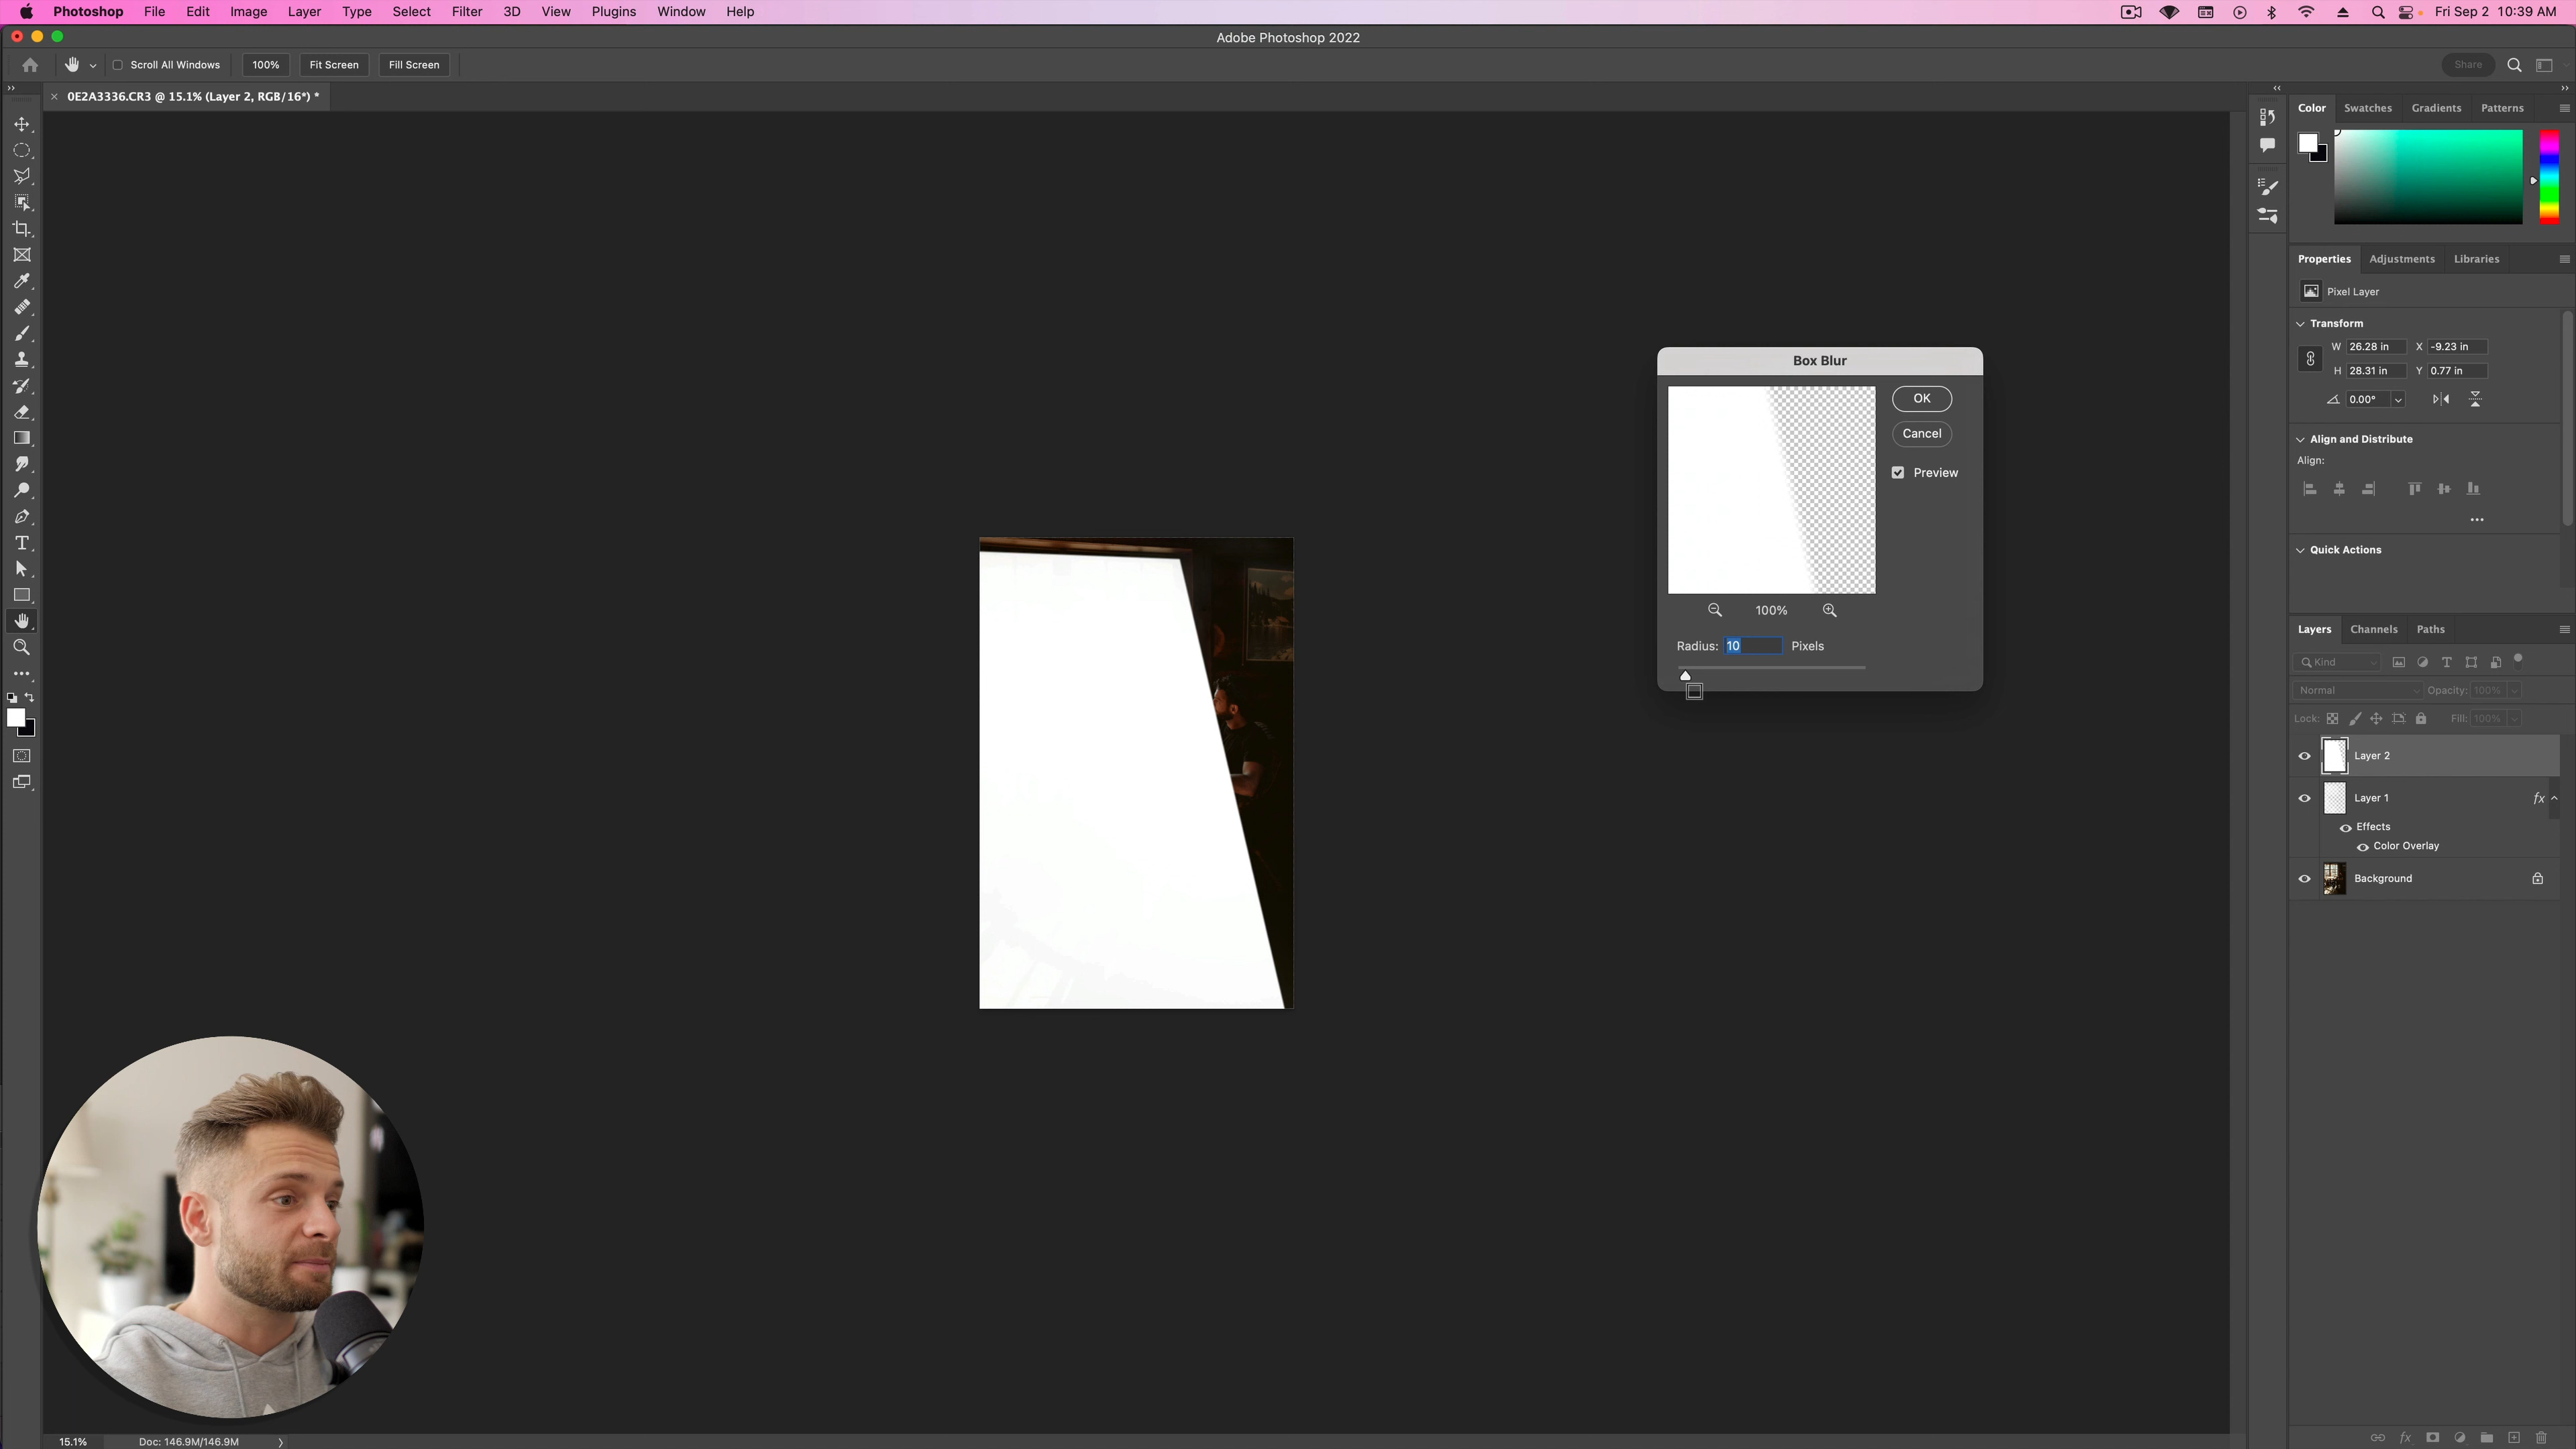 Photoshop File Edit Image Layer Type Select Filter 3D View Plugins Window Help Fri Sep 2 10:39 AM
Adobe Photoshop 2022
Scroll All Windows 100% Fit Screen Fill Screen Share
0E2A3336.CR3 @ 15.1% (Layer 2, RGB/16*) *
Color Swatches Gradients Patterns
Properties Adjustments Libraries
Pixel Layer
Transform
W 26.28 in X -9.23 in
H 28.31 in Y 0.77 in
0.00°
Align and Distribute
Align:
Quick Actions
Box Blur
OK
Cancel
Preview
100%
Radius: 10 Pixels
Layers Channels Paths
Kind
Normal Opacity: 100%
Lock: Fill: 100%
Layer 2
Layer 1 fx
Effects
Color Overlay
Background
15.1% Doc: 146.9M/146.9M
fx